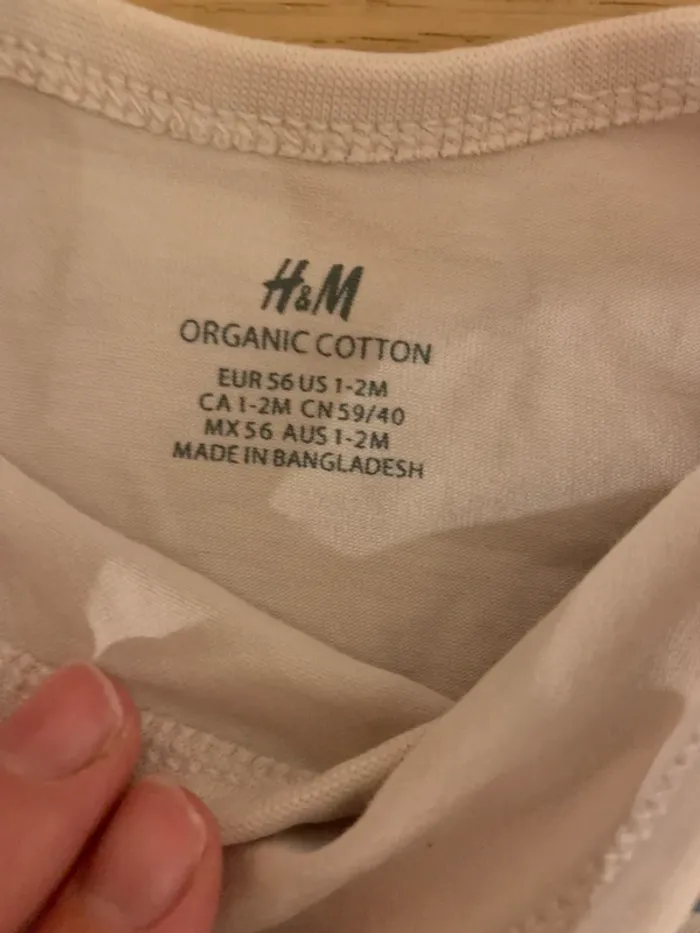 H&M
ORGANIC COTTON
EUR 56 US 1-2M
CA 1-2M CN 59/40
MX 56 AUS 1-2M
MADE IN BANGLADESH